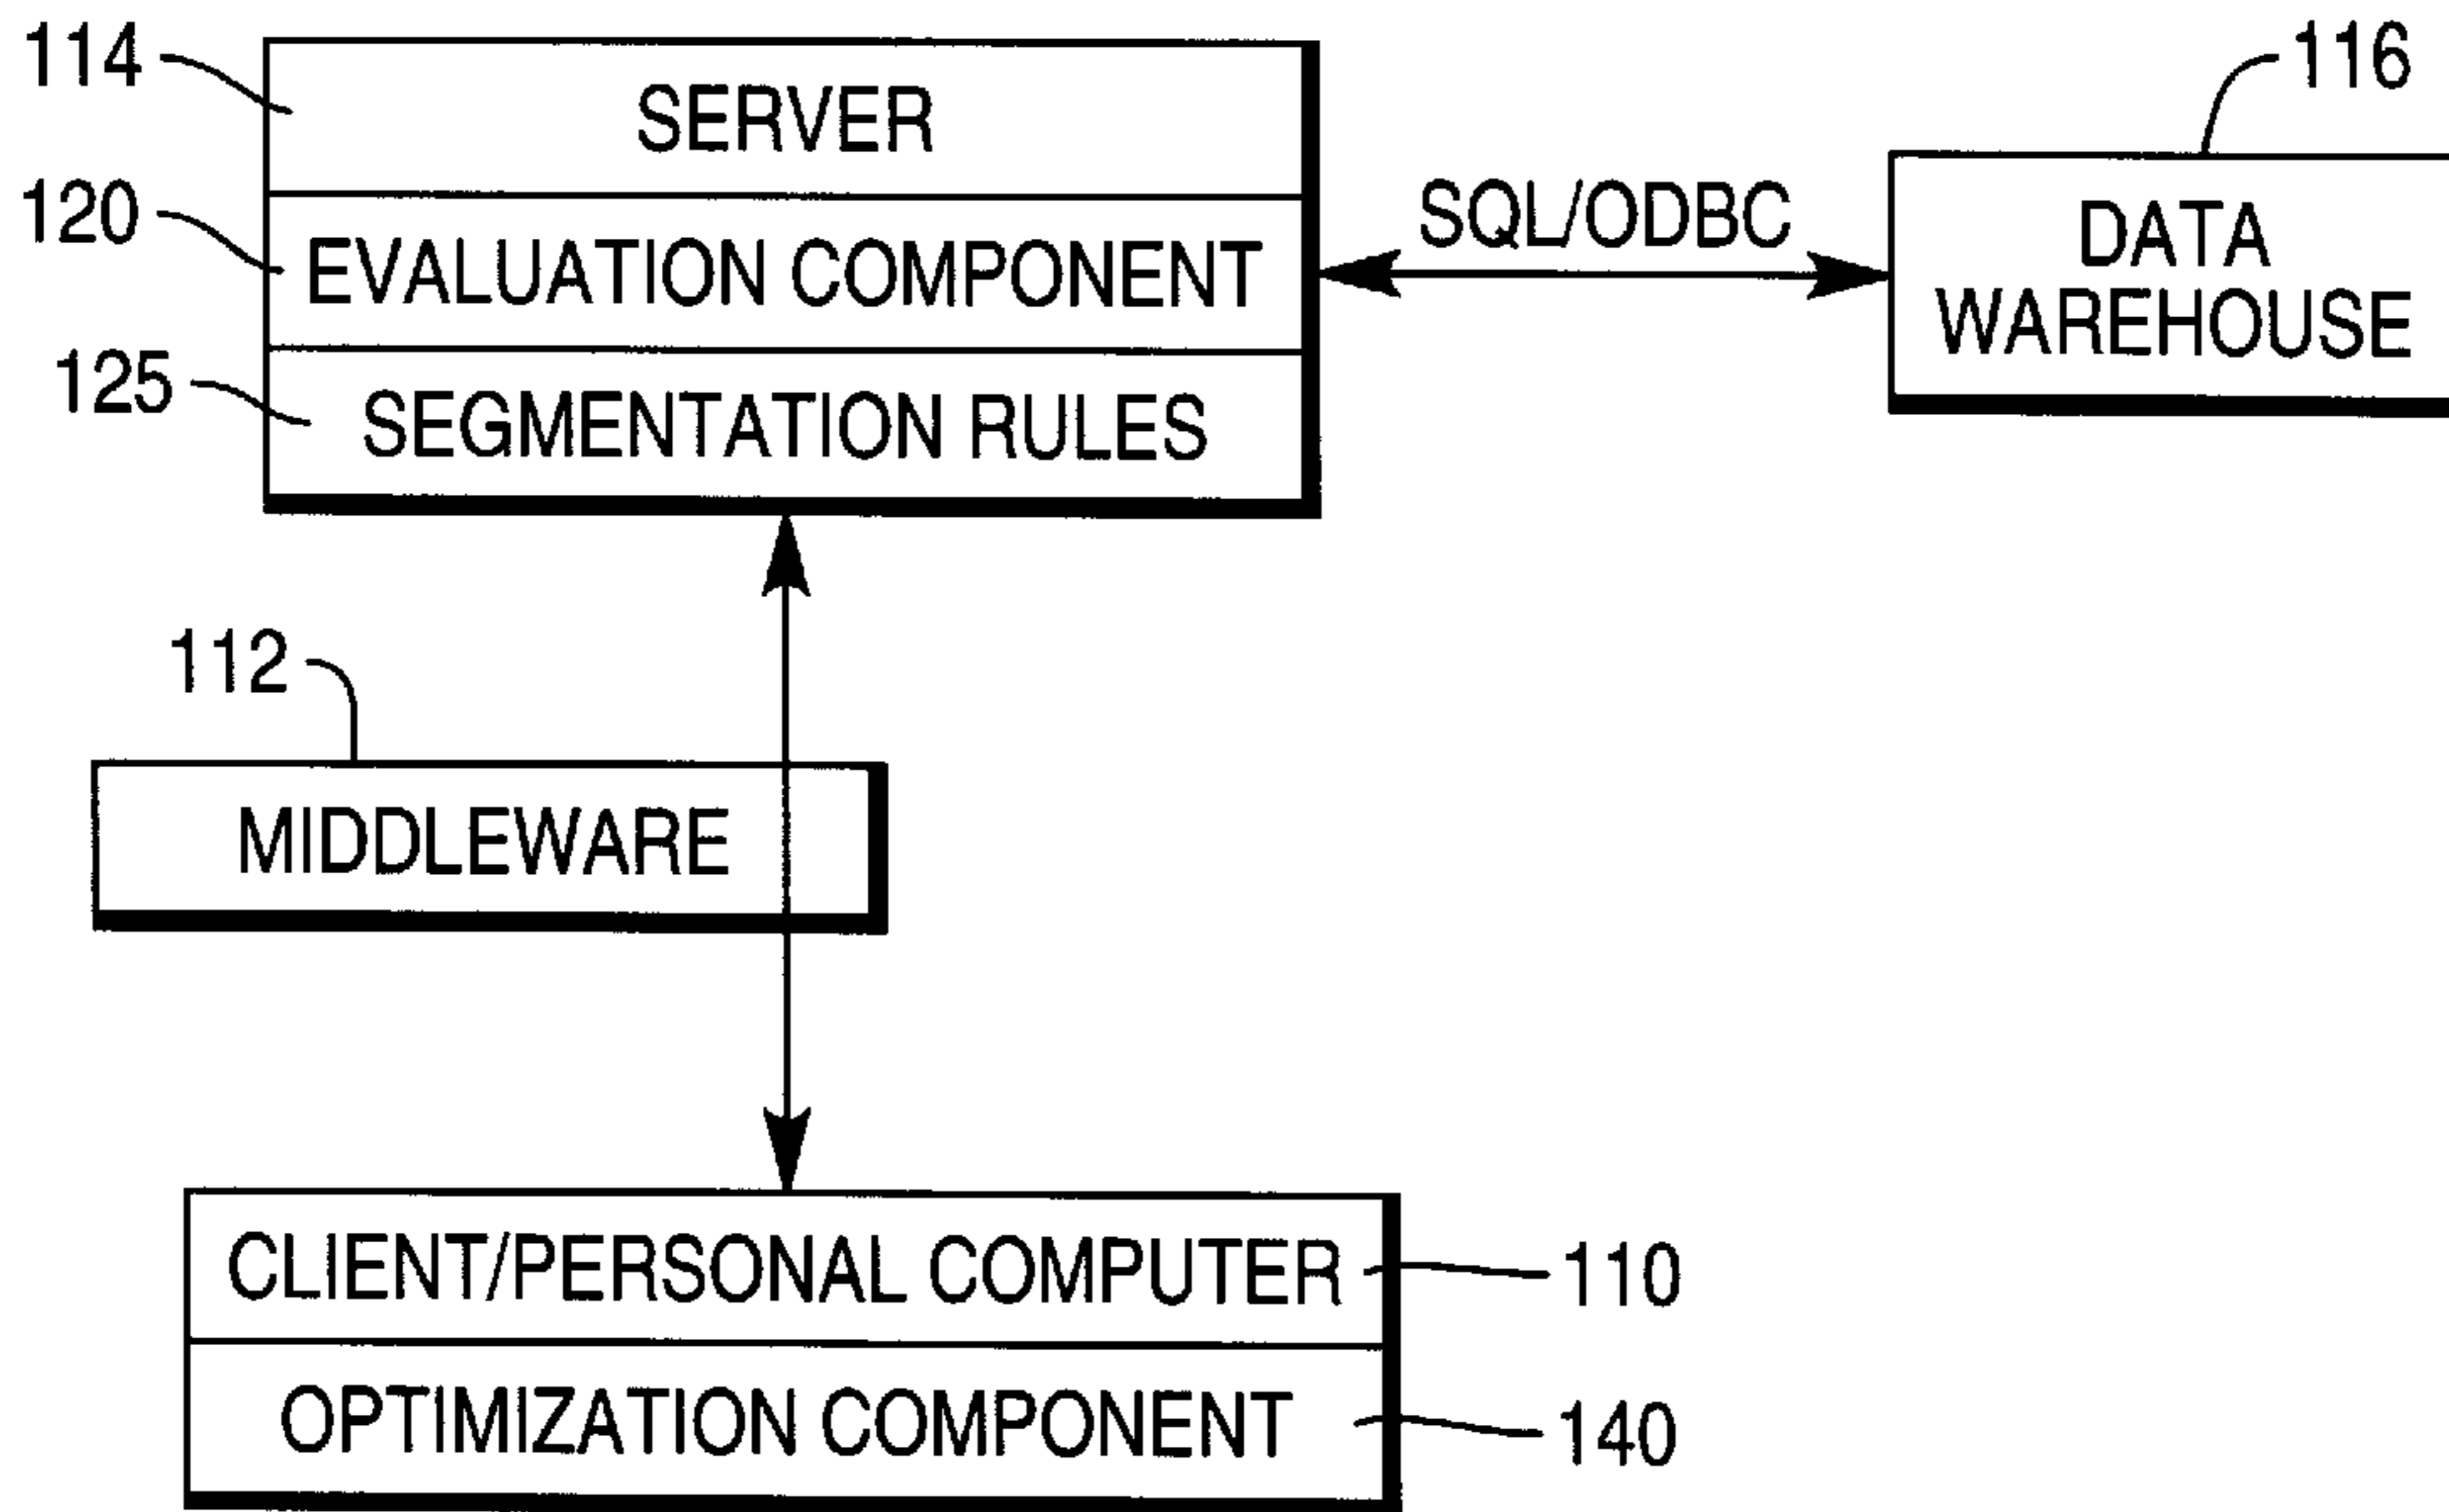 114
SERVER
116
120
EVALUATION COMPONENT
SQL/ODBC
DATA
WAREHOUSE
125
SEGMENTATION RULES
112
MIDDLEWARE
CLIENT/PERSONAL COMPUTER
110
OPTIMIZATION COMPONENT
140